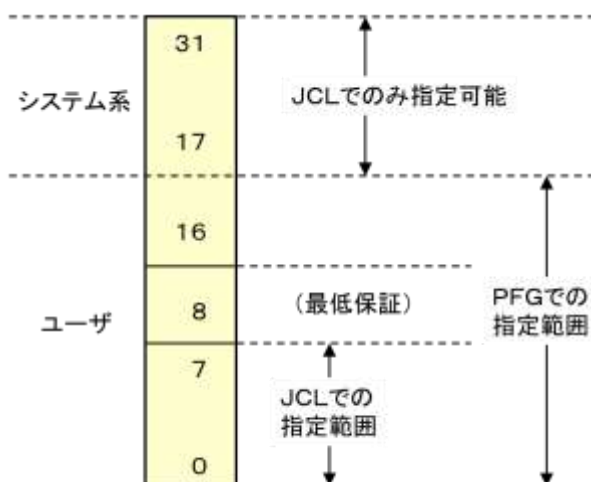 31
システム系
JCLでのみ指定可能
17
16
(最低保証)
PFGでの
指定範囲
ユーザ
8
7
JCLでの
指定範囲
0